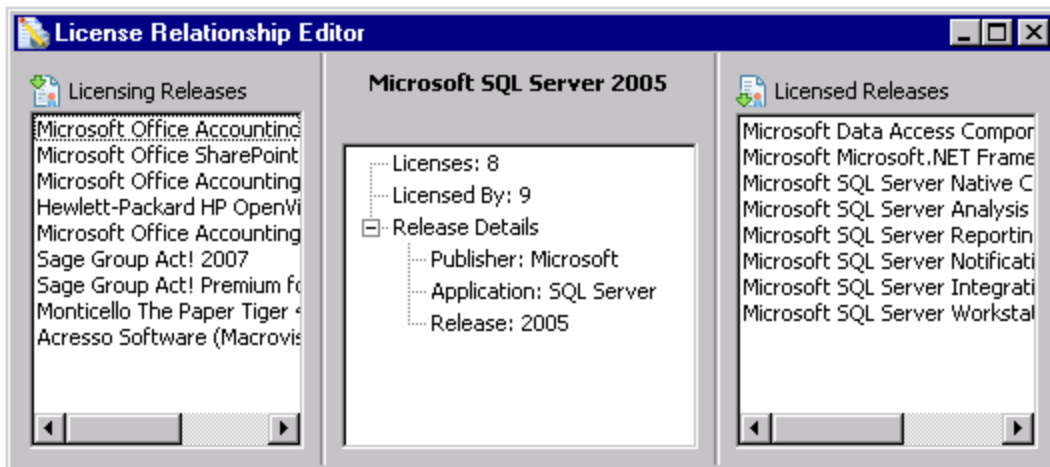 License Relationship Editor
Licensing Releases
Microsoft Office Accounting
Microsoft Office SharePoint
Microsoft Office Accounting
Hewlett-Packard HP OpenVi
Microsoft Office Accounting
Sage Group Act! 2007
Sage Group Act! Premium fo
Monticello The Paper Tiger
Acresso Software (Macrovis
Microsoft SQL Server 2005
Licenses: 8
Licensed By: 9
Release Details
Publisher: Microsoft
Application: SQL Server
Release: 2005
Licensed Releases
Microsoft Data Access Compor
Microsoft Microsoft.NET Frame
Microsoft SQL Server Native C
Microsoft SQL Server Analysis
Microsoft SQL Server Reportin
Microsoft SQL Server Notificati
Microsoft SQL Server Integrati
Microsoft SQL Server Workstat